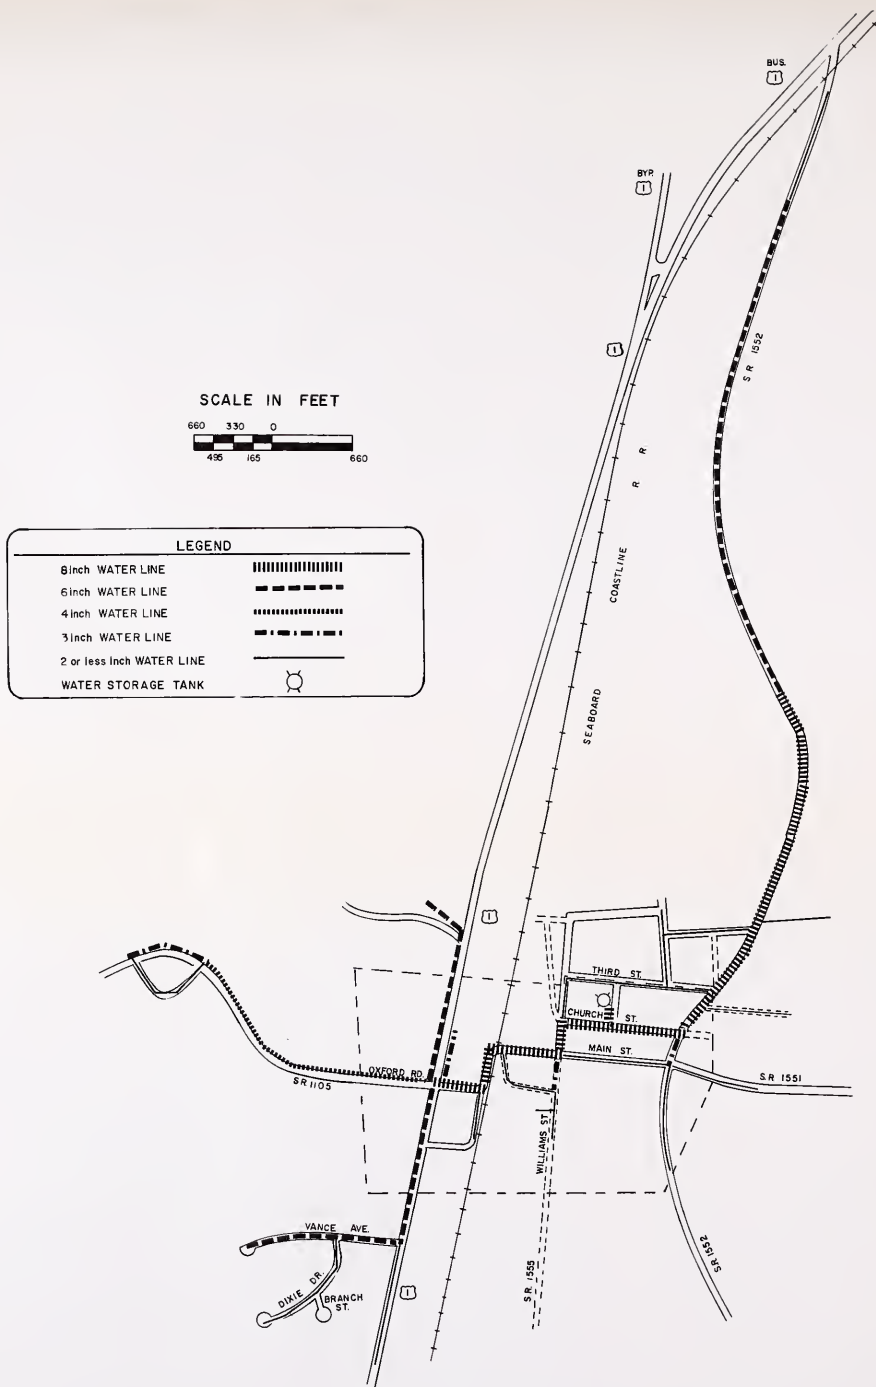 BUS.
1
BYP.
1
1
S R 1552
SCALE IN FEET
660 330 0
495 165 660
R R
COASTLINE
SEABOARD
LEGEND
8inch WATER LINE
6inch WATER LINE
4inch WATER LINE
3inch WATER LINE
2 or less inch WATER LINE
WATER STORAGE TANK
1
THIRD ST.
CHURCH ST.
MAIN ST.
OXFORD RD.
S R 1105
S.R. 1551
WILLIAMS ST.
VANCE AVE.
DIXIE DR.
BRANCH
ST.
1
S.R. 1555
S.R. 1552